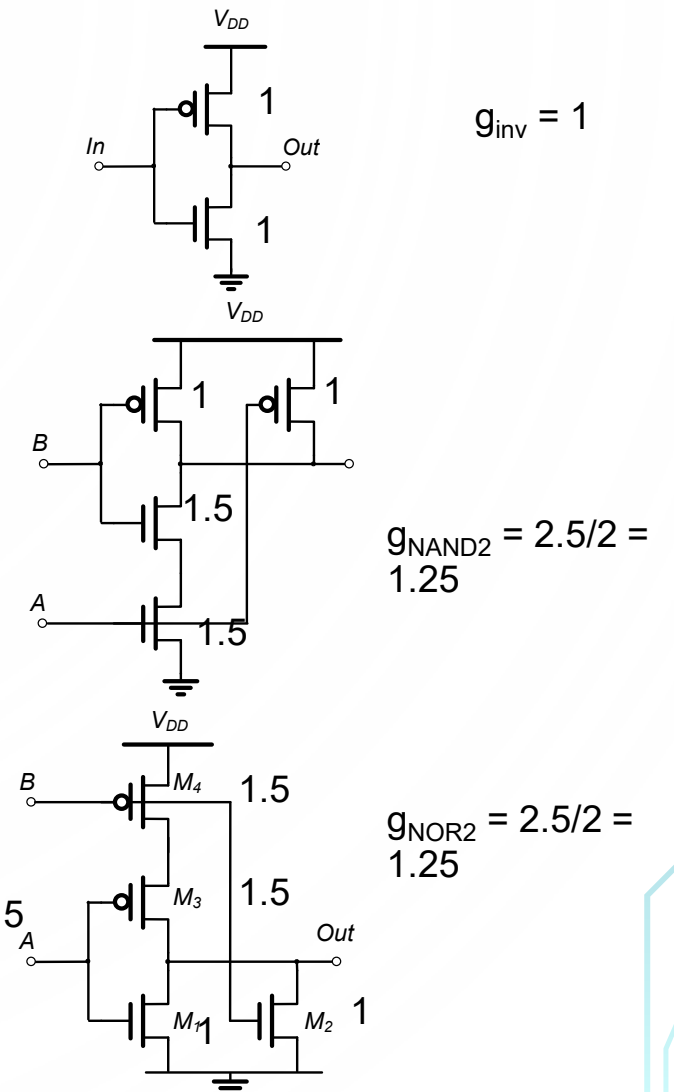 V_DD
1
In
Out
1
g_inv = 1
V_DD
1
1
B
1.5
g_NAND2 = 2.5/2 =
1.25
A
1.5
V_DD
B
M_4
1.5
g_NOR2 = 2.5/2 =
1.25
M_3
1.5
5
A
Out
M_1
1
M_2
1